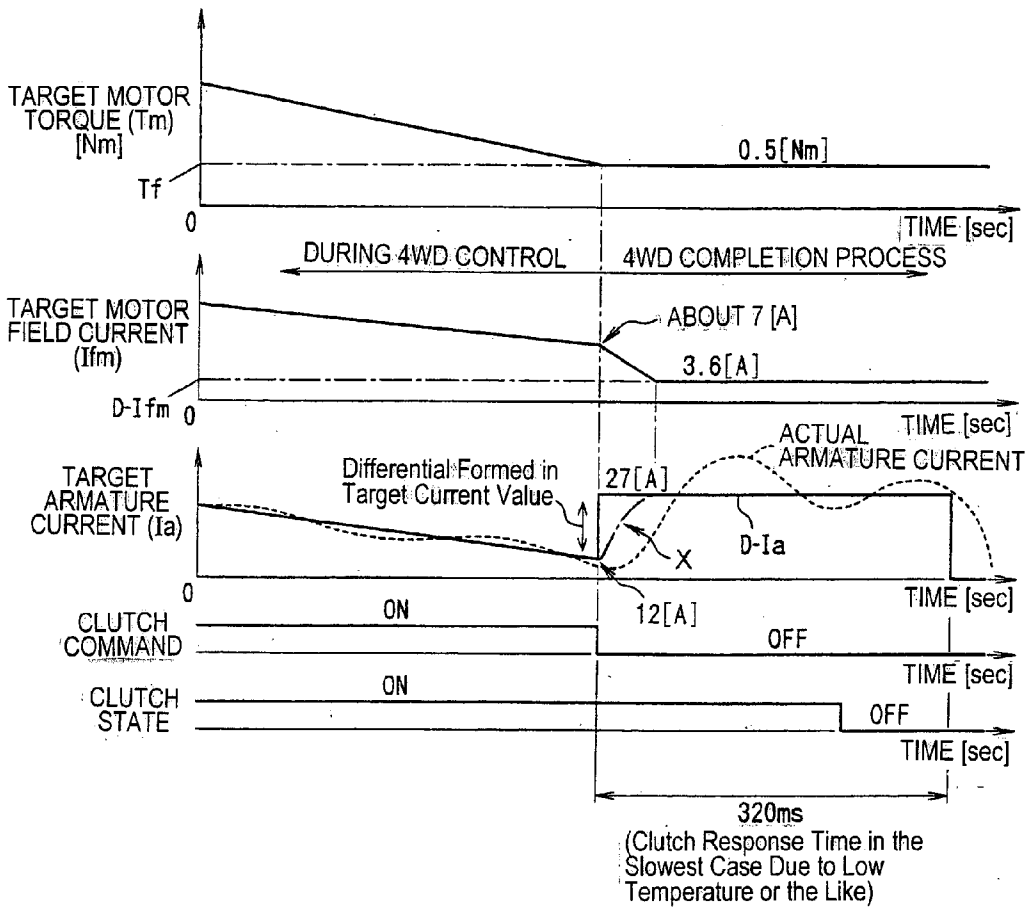 TARGET MOTOR
TORQUE (Tm)
[Nm]
0.5[Nm]
Tf
0
TIME [sec]
DURING 4WD CONTROL
4WD COMPLETION PROCESS
TARGET MOTOR
FIELD CURRENT
(Ifm)
ABOUT 7 [A]
3.6[A]
D-Ifm
0
TIME [sec]
ACTUAL
ARMATURE CURRENT
TARGET
ARMATURE
CURRENT (Ia)
Differential Formed in
Target Current Value
27[A]
D-Ia
X
0
12[A]
TIME [sec]
CLUTCH
COMMAND
ON
OFF
TIME [sec]
CLUTCH
STATE
ON
OFF
TIME [sec]
320ms
(Clutch Response Time in the
Slowest Case Due to Low
Temperature or the Like)